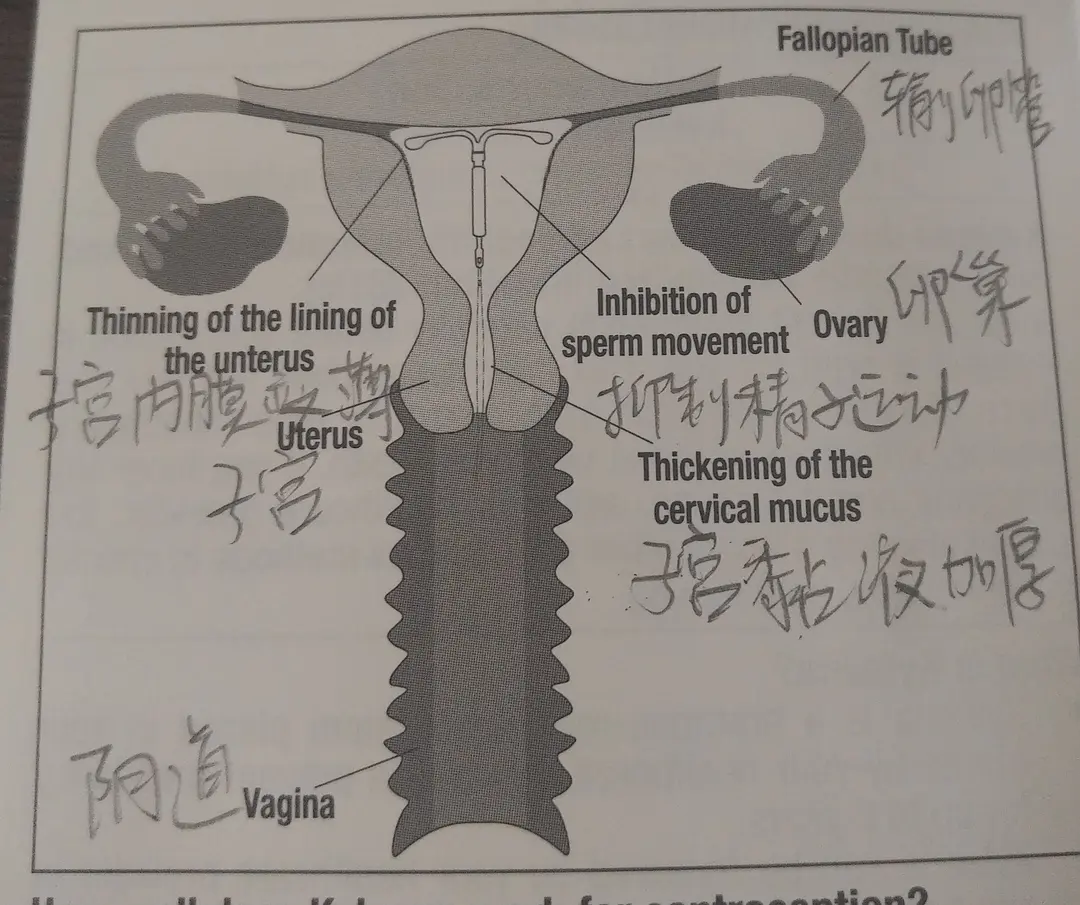 Fallopian Tube
输卵管
Thinning of the lining of
the unterus
子宫内膜变薄
Uterus
子宫
Inhibition of
sperm movement
抑制精子运动
Ovary
卵巢
Thickening of the
cervical mucus
子宫黏液加厚
阴道
Vagina
for contraception?